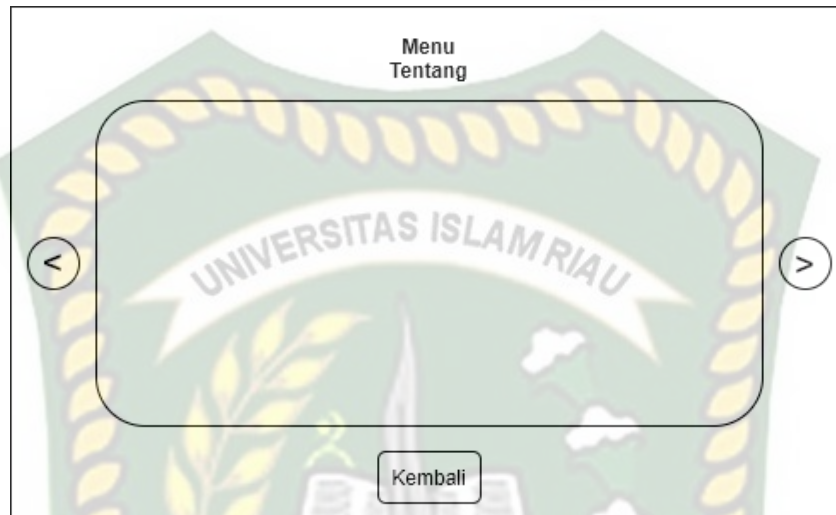 Menu
Tentang
UNIVERSITAS ISLAM RIAU
<
>
Kembali